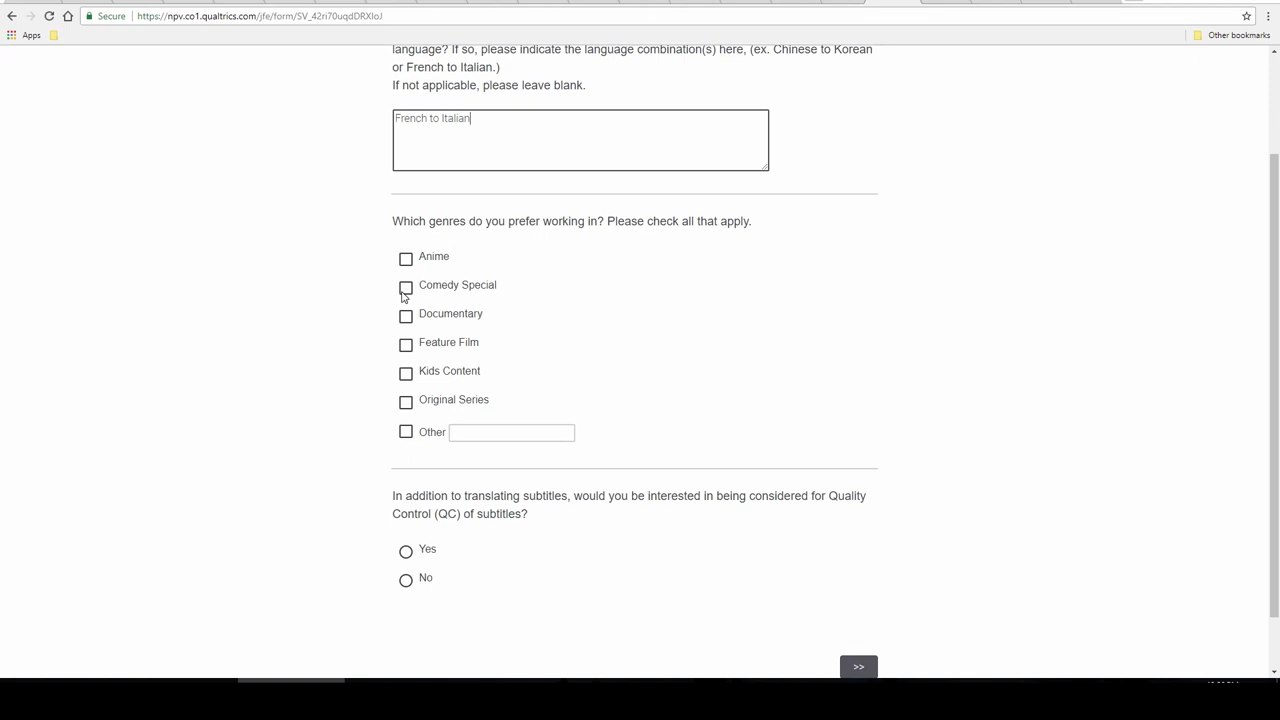 Secure https://npv.co1.qualtrics.com/jfe/form/SV_42ri70uqdDRXIoJ
Apps
Other bookmarks
language? If so, please indicate the language combination(s) here, (ex. Chinese to Korean
or French to Italian.)
If not applicable, please leave blank.
French to Italian
Which genres do you prefer working in? Please check all that apply.
Anime
Comedy Special
Documentary
Feature Film
Kids Content
Original Series
Other
In addition to translating subtitles, would you be interested in being considered for Quality
Control (QC) of subtitles?
Yes
No
>>